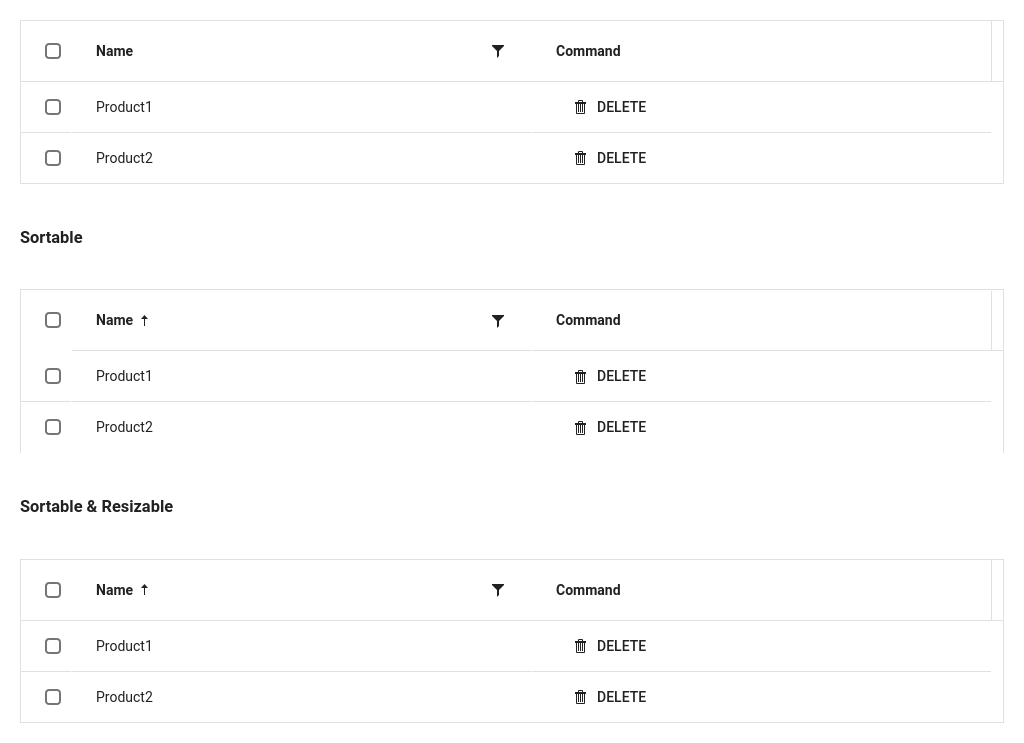 Name Command
Product1 DELETE
Product2 DELETE
Sortable
Name ↑ Command
Product1 DELETE
Product2 DELETE
Sortable & Resizable
Name ↑ Command
Product1 DELETE
Product2 DELETE